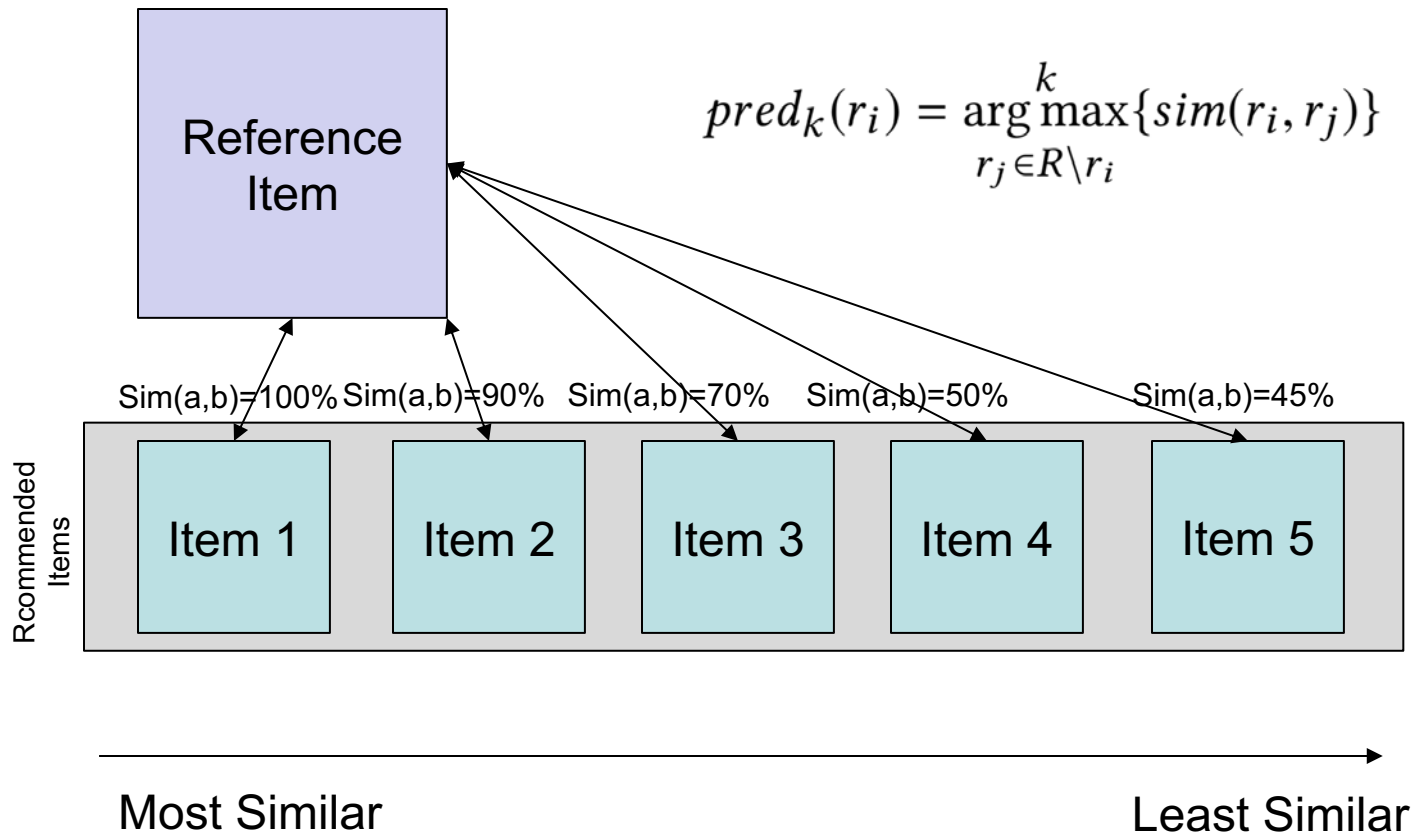 Reference
Item
pred_k(r_i) = arg max^k_{r_j∈R\r_i}{sim(r_i, r_j)}
Sim(a,b)=100%
Sim(a,b)=90%
Sim(a,b)=70%
Sim(a,b)=50%
Sim(a,b)=45%
Rcommended
Items
Item 1
Item 2
Item 3
Item 4
Item 5
Most Similar
Least Similar